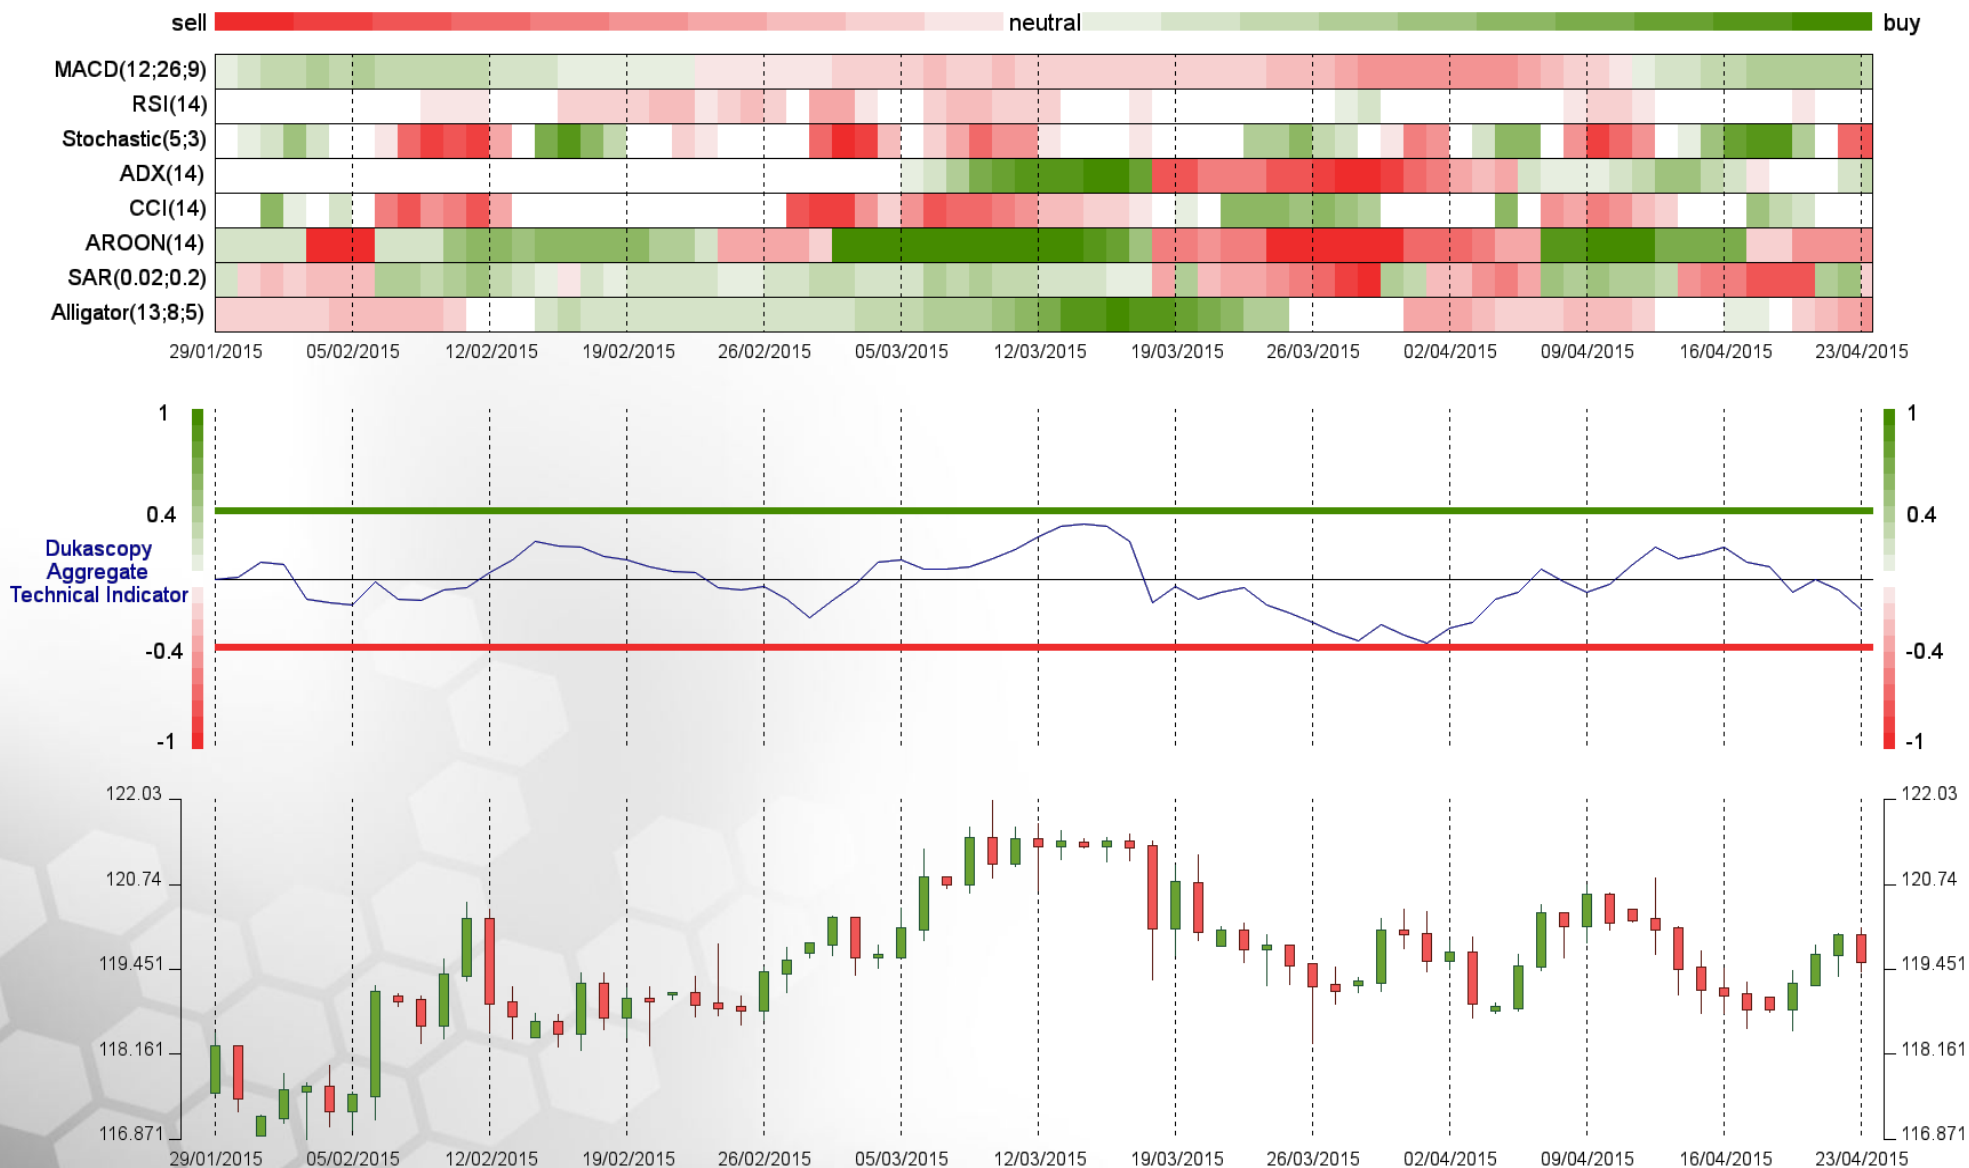 sell neutral buy
MACD(12;26;9)
RSI(14)
Stochastic(5;3)
ADX(14)
CCI(14)
AROON(14)
SAR(0.02;0.2)
Alligator(13;8;5)
29/01/2015 05/02/2015 12/02/2015 19/02/2015 26/02/2015 05/03/2015 12/03/2015 19/03/2015 26/03/2015 02/04/2015 09/04/2015 16/04/2015 23/04/2015
1 1
0.4 0.4
Dukascopy
Aggregate
Technical Indicator
-0.4 -0.4
-1 -1
122.03 122.03
120.74 120.74
119.451 119.451
118.161 118.161
116.871 116.871
29/01/2015 05/02/2015 12/02/2015 19/02/2015 26/02/2015 05/03/2015 12/03/2015 19/03/2015 26/03/2015 02/04/2015 09/04/2015 16/04/2015 23/04/2015